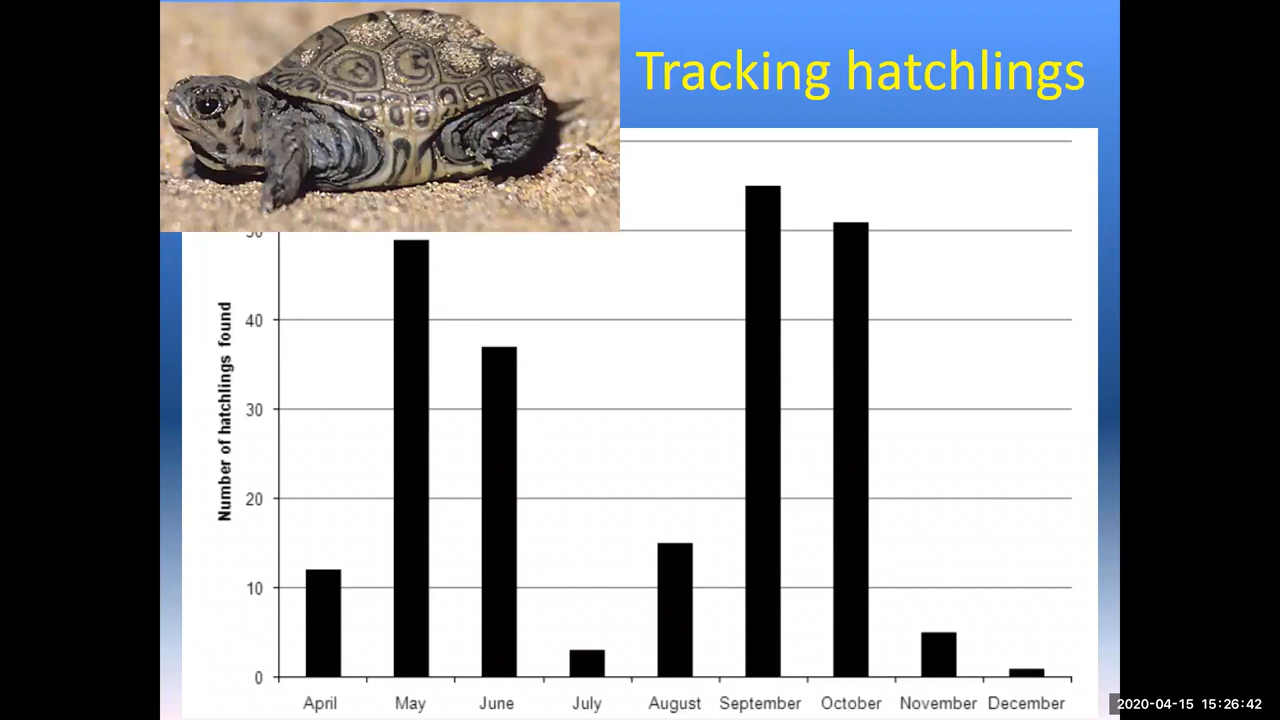 Tracking hatchlings
Number of hatchlings found
50
40
30
20
10
0
April May June July August September October November December
2020-04-15 15:26:42